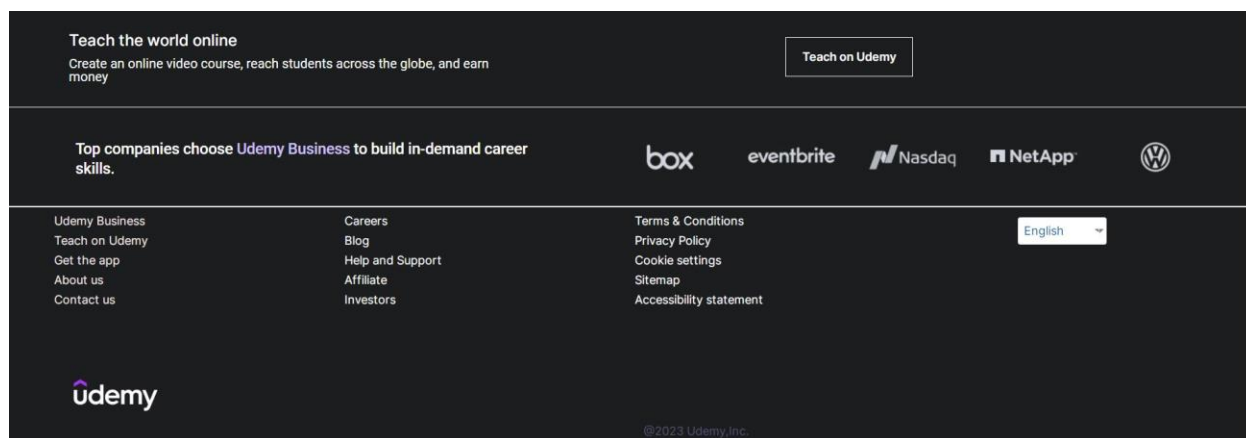 Teach the world online
Create an online video course, reach students across the globe, and earn
money
Teach on Udemy
Top companies choose Udemy Business to build in-demand career
skills.
box
eventbrite
Nasdaq
NetApp
Udemy Business
Teach on Udemy
Get the app
About us
Contact us
Careers
Blog
Help and Support
Affiliate
Investors
Terms & Conditions
Privacy Policy
Cookie settings
Sitemap
Accessibility statement
English
udemy
@2023 Udemy,Inc.